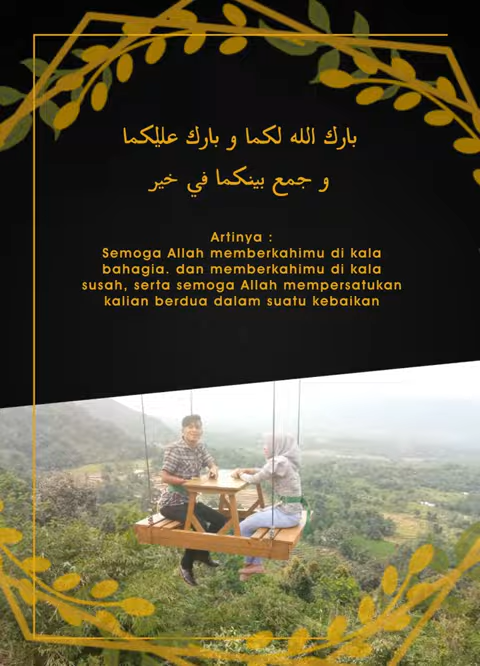 بارك الله لكما و بارك عليكما
و جمع بينكما في خير
Artinya :
Semoga Allah memberkahimu di kala
bahagia. dan memberkahimu di kala
susah, serta semoga Allah mempersatukan
kalian berdua dalam suatu kebaikan